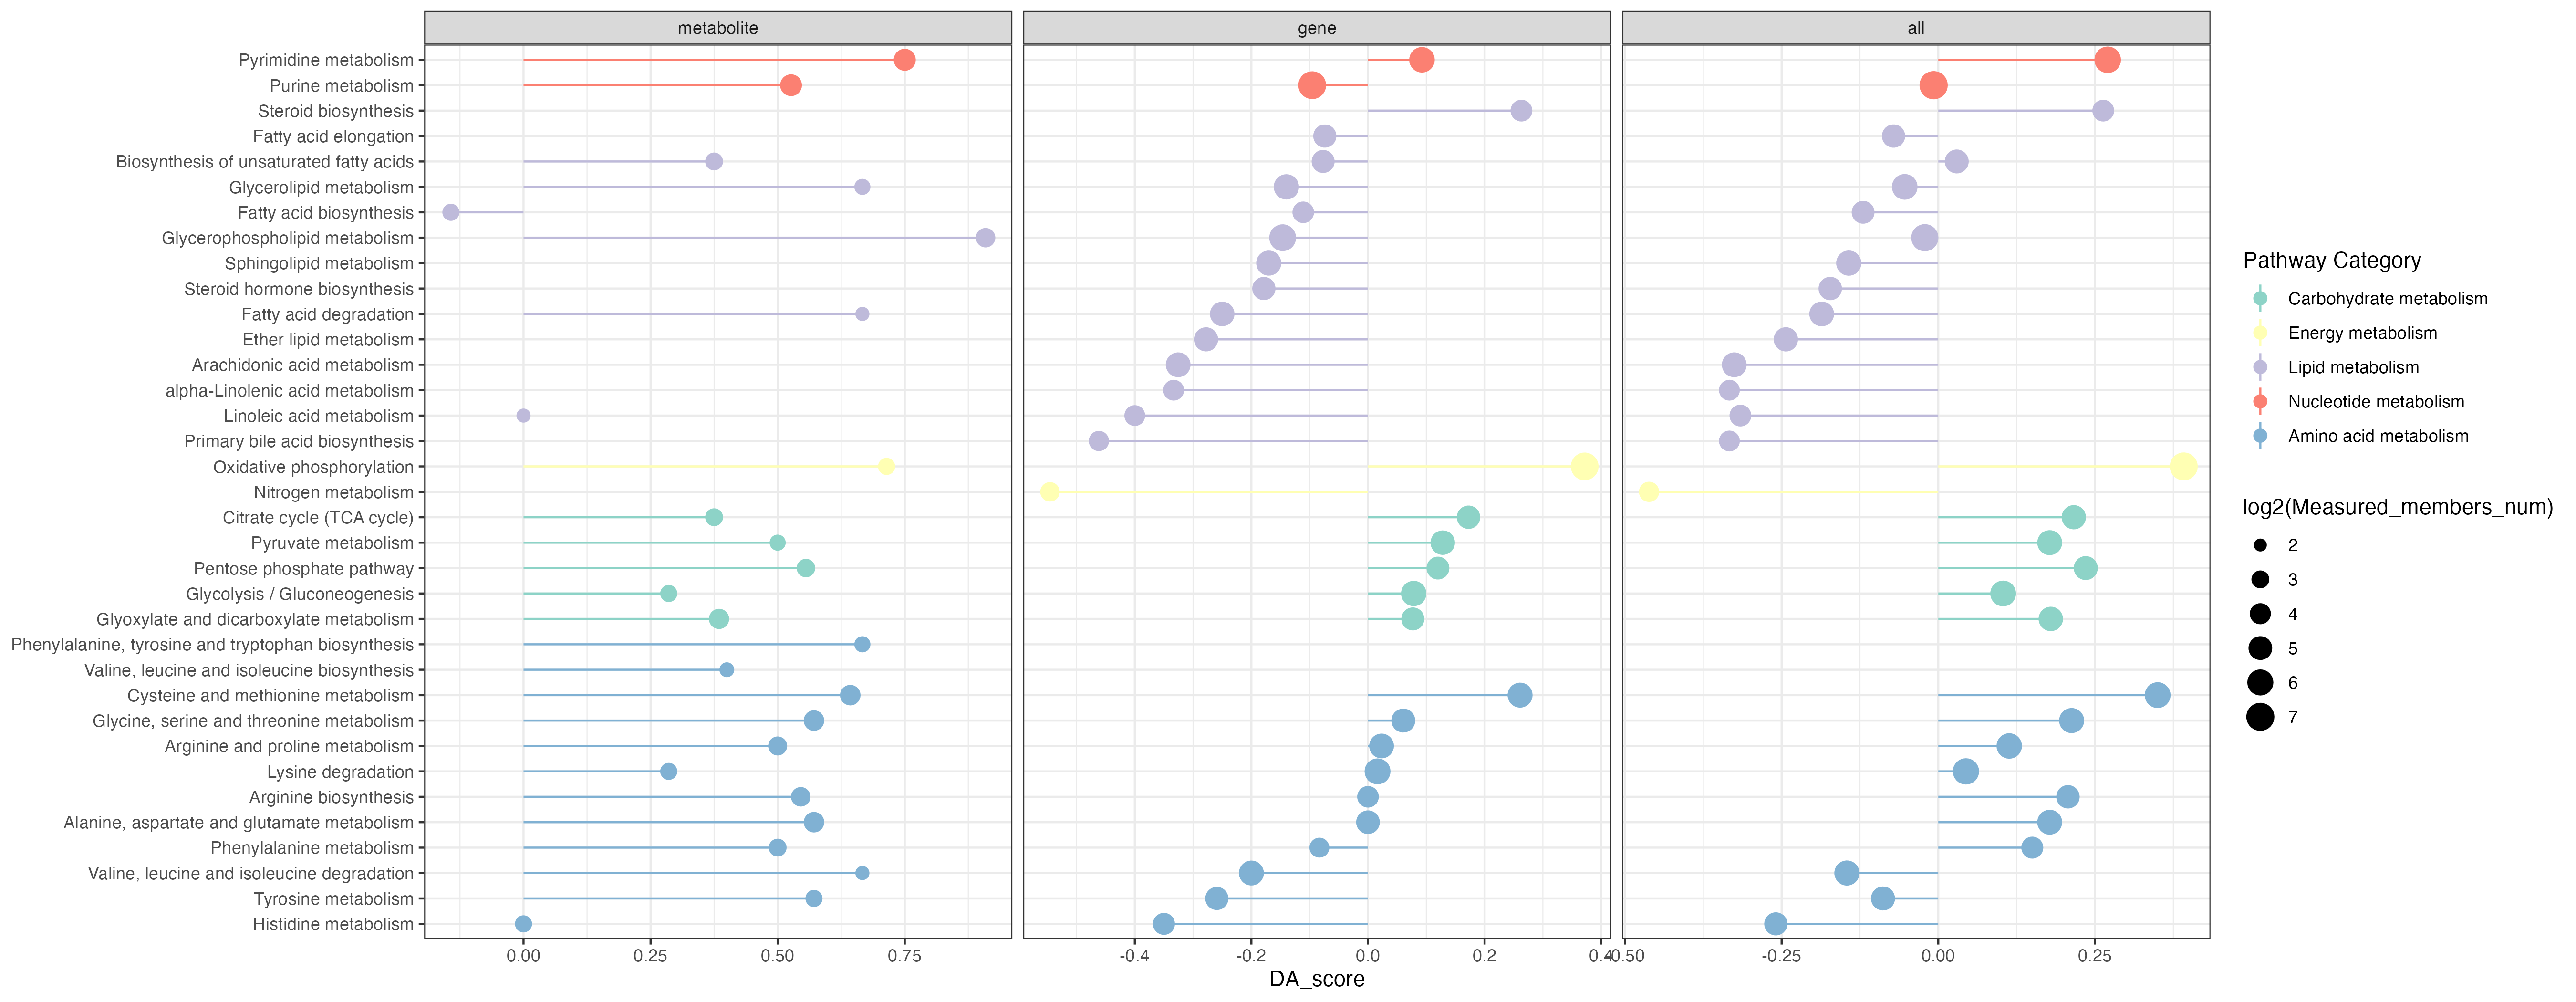 metabolite
gene
all
Pyrimidine metabolism
Purine metabolism
Steroid biosynthesis
Fatty acid elongation
Biosynthesis of unsaturated fatty acids
Glycerolipid metabolism
Fatty acid biosynthesis
Glycerophospholipid metabolism
Sphingolipid metabolism
Steroid hormone biosynthesis
Fatty acid degradation
Ether lipid metabolism
Arachidonic acid metabolism
alpha-Linolenic acid metabolism
Linoleic acid metabolism
Primary bile acid biosynthesis
Oxidative phosphorylation
Nitrogen metabolism
Citrate cycle (TCA cycle)
Pyruvate metabolism
Pentose phosphate pathway
Glycolysis / Gluconeogenesis
Glyoxylate and dicarboxylate metabolism
Phenylalanine, tyrosine and tryptophan biosynthesis
Valine, leucine and isoleucine biosynthesis
Cysteine and methionine metabolism
Glycine, serine and threonine metabolism
Arginine and proline metabolism
Lysine degradation
Arginine biosynthesis
Alanine, aspartate and glutamate metabolism
Phenylalanine metabolism
Valine, leucine and isoleucine degradation
Tyrosine metabolism
Histidine metabolism
0.00 0.25 0.50 0.75
-0.4 -0.2 0.0 0.2 0.4
-0.50 -0.25 0.00 0.25
DA_score
Pathway Category
Carbohydrate metabolism
Energy metabolism
Lipid metabolism
Nucleotide metabolism
Amino acid metabolism
log2(Measured_members_num)
2
3
4
5
6
7